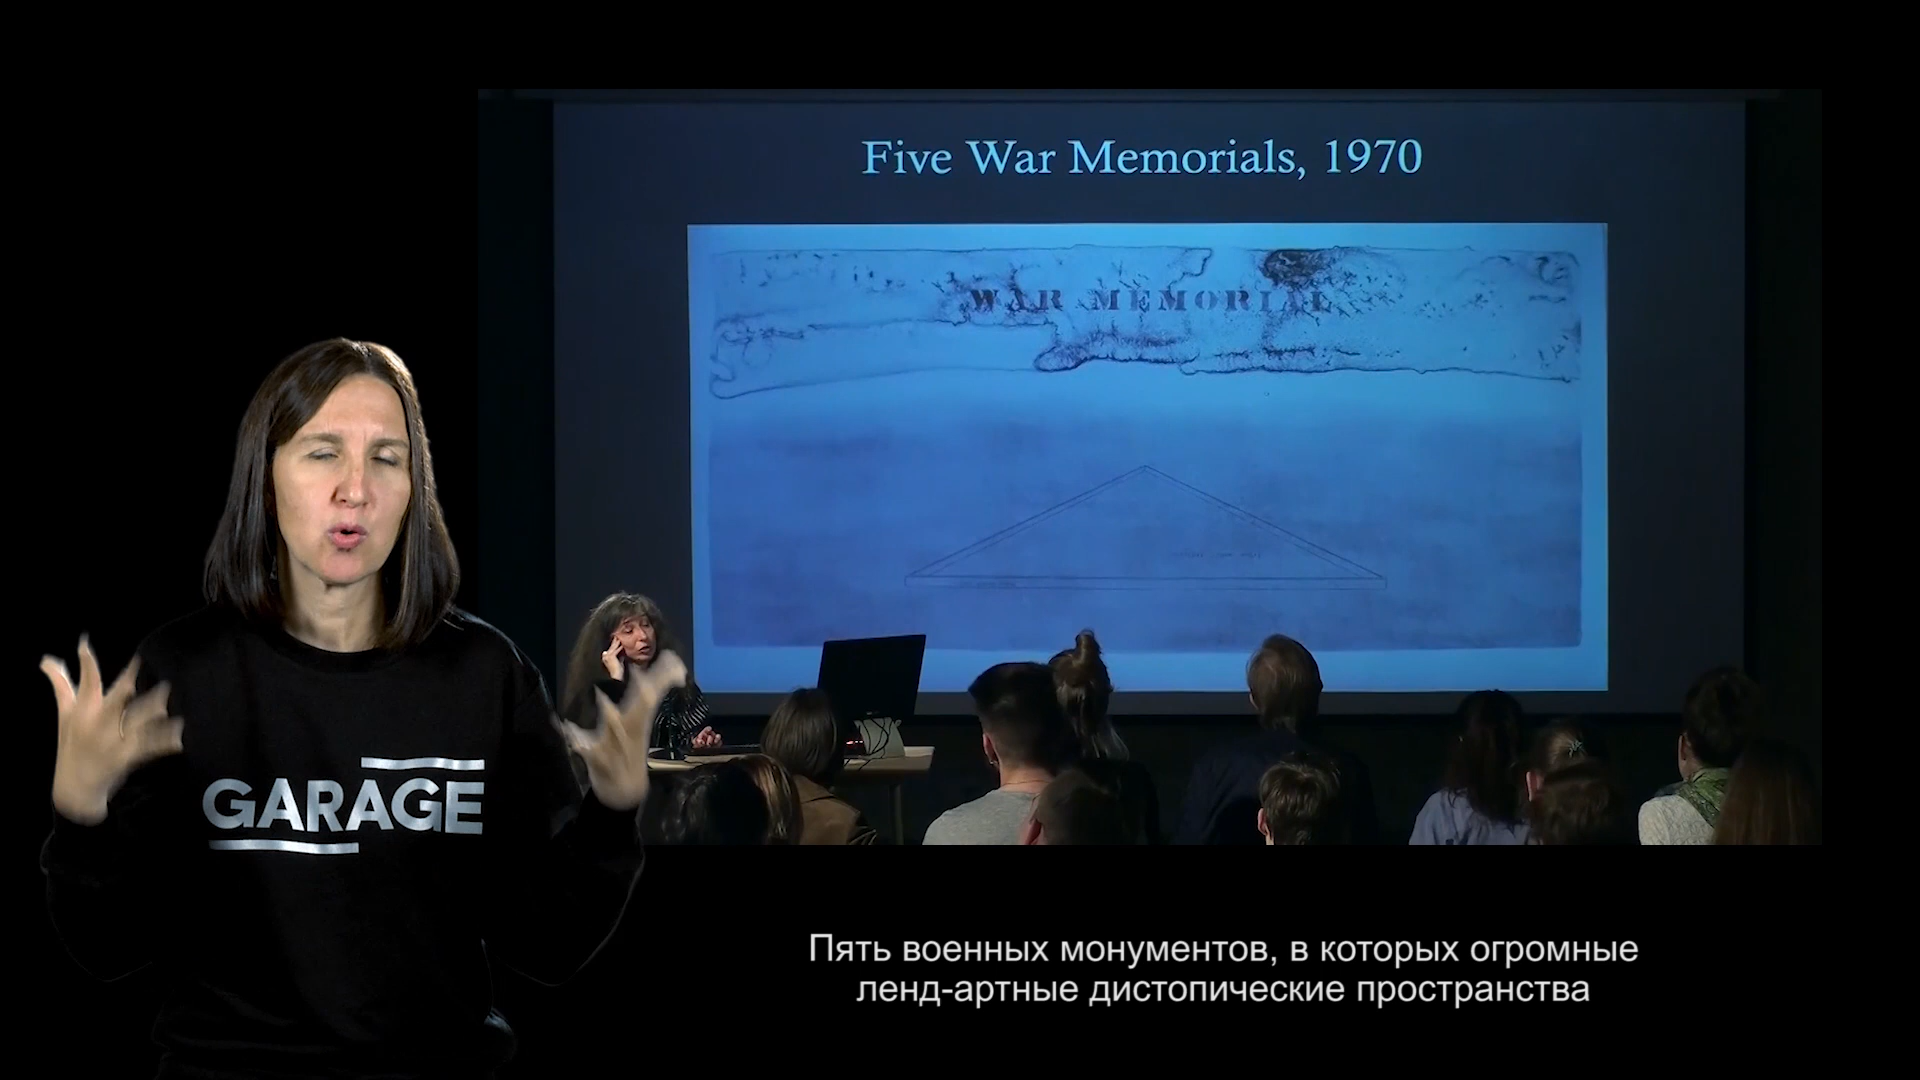 Five War Memorials, 1970
WAR MEMORIAL
GARAGE
Пять военных монументов, в которых огромные
ленд-артные дистопические пространства